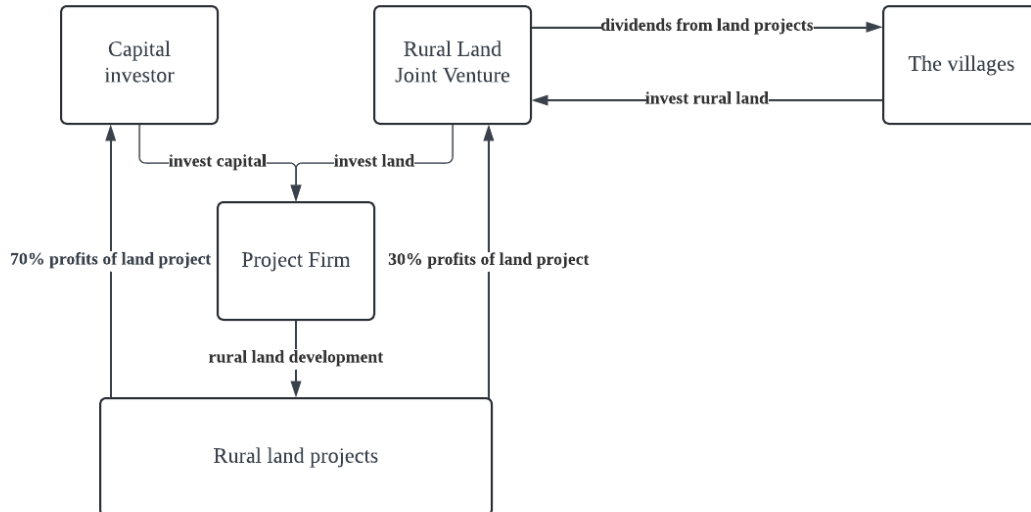 Capital
investor
Rural Land
Joint Venture
dividends from land projects
The villages
invest rural land
invest capital
invest land
70% profits of land project
Project Firm
30% profits of land project
rural land development
Rural land projects